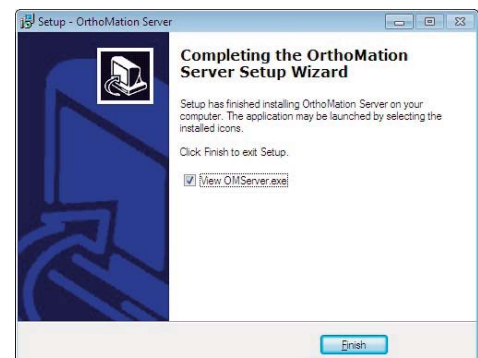 Setup - OrthoMation Server
Completing the OrthoMation
Server Setup Wizard
Setup has finished installing OrthoMation Server on your
computer. The application may be launched by selecting the
installed icons.
Click Finish to exit Setup.
View OMServer.exe
Finish